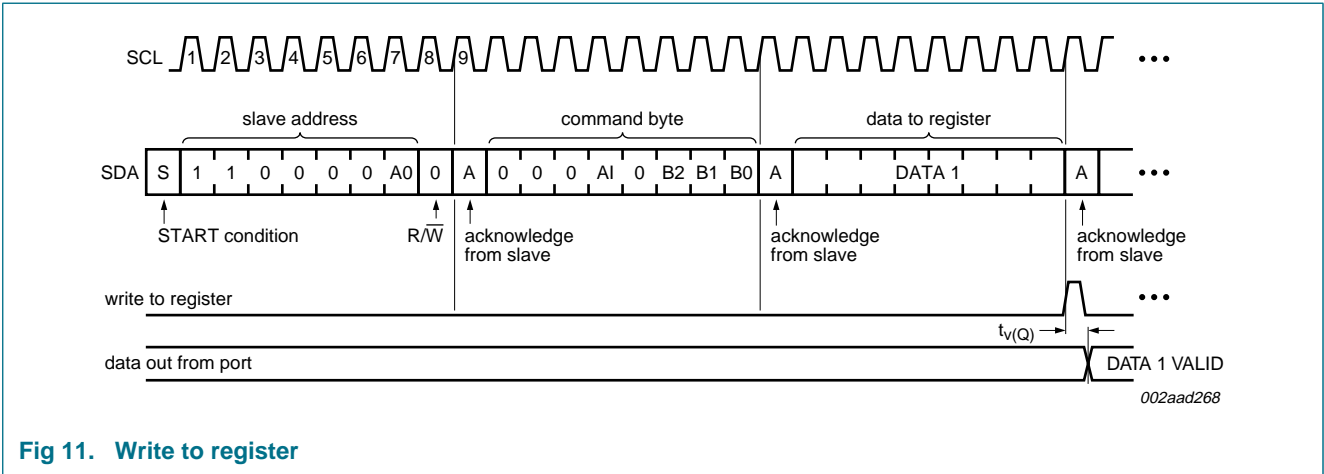 SCL 1 2 3 4 5 6 7 8 9
slave address command byte data to register
SDA S 1 1 0 0 0 0 A0 0 A 0 0 0 AI 0 B2 B1 B0 A DATA 1 A
START condition R/W̅ acknowledge acknowledge acknowledge
from slave from slave from slave
write to register
tv(Q)
data out from port DATA 1 VALID
002aad268
Fig 11. Write to register